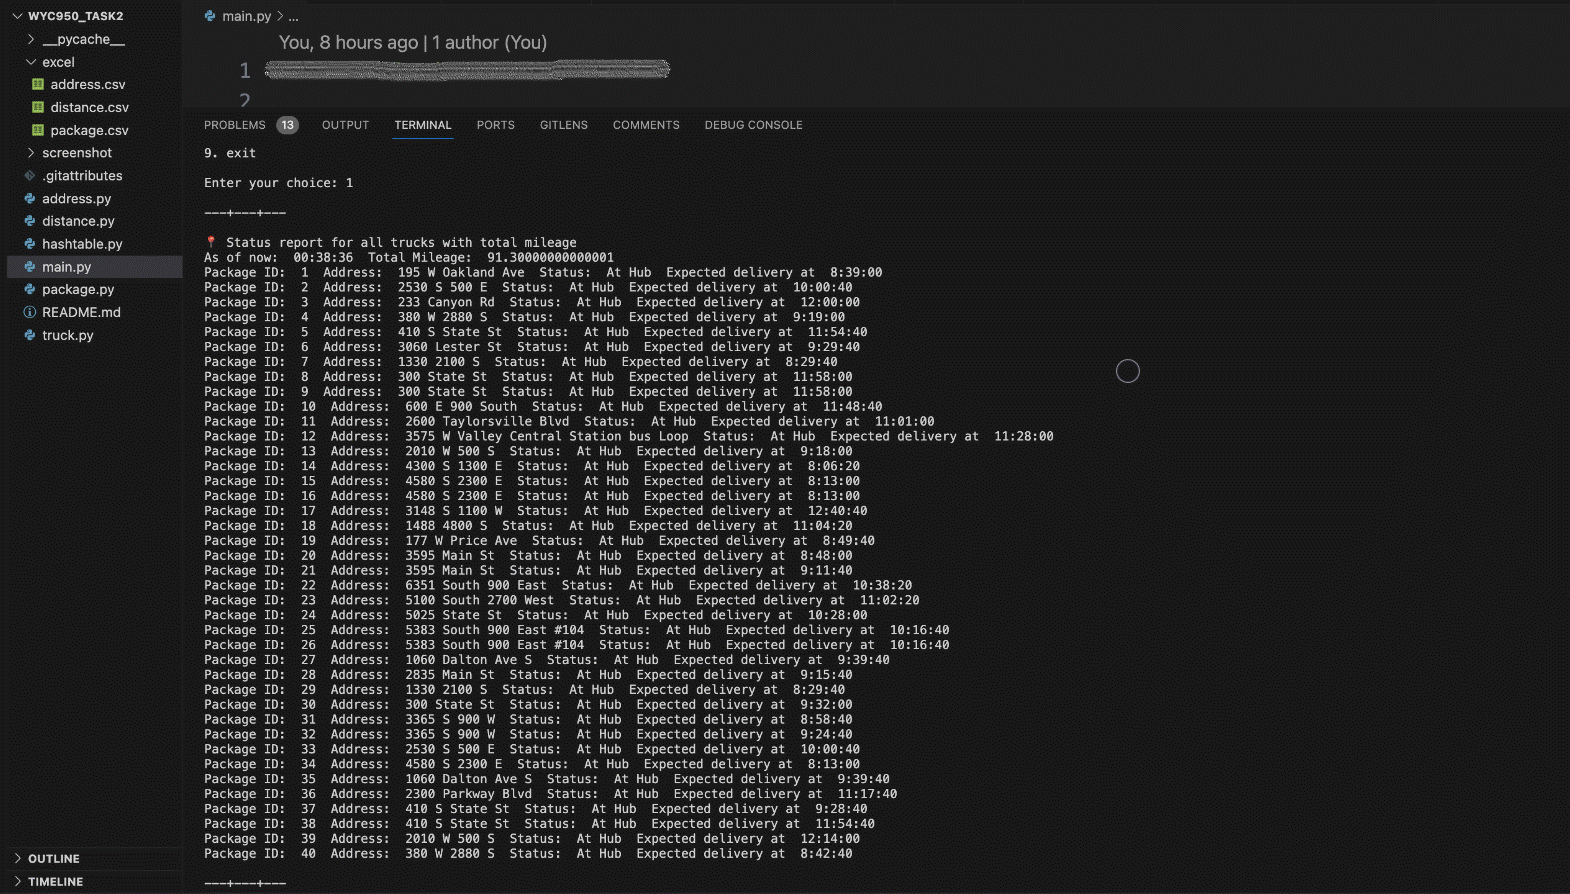 WYC950_TASK2
__pycache__
excel
address.csv
distance.csv
package.csv
screenshot
.gitattributes
address.py
distance.py
hashtable.py
main.py
package.py
README.md
truck.py
OUTLINE
TIMELINE
main.py > ...
You, 8 hours ago | 1 author (You)
1
2
PROBLEMS 13 OUTPUT TERMINAL PORTS GITLENS COMMENTS DEBUG CONSOLE
9. exit
Enter your choice: 1
---+---+---
📍 Status report for all trucks with total mileage
As of now:  00:38:36  Total Mileage:  91.30000000000001
Package ID:  1  Address:  195 W Oakland Ave  Status:  At Hub  Expected delivery at  8:39:00
Package ID:  2  Address:  2530 S 500 E  Status:  At Hub  Expected delivery at  10:00:40
Package ID:  3  Address:  233 Canyon Rd  Status:  At Hub  Expected delivery at  12:00:00
Package ID:  4  Address:  380 W 2880 S  Status:  At Hub  Expected delivery at  9:19:00
Package ID:  5  Address:  410 S State St  Status:  At Hub  Expected delivery at  11:54:40
Package ID:  6  Address:  3060 Lester St  Status:  At Hub  Expected delivery at  9:29:40
Package ID:  7  Address:  1330 2100 S  Status:  At Hub  Expected delivery at  8:29:40
Package ID:  8  Address:  300 State St  Status:  At Hub  Expected delivery at  11:58:00
Package ID:  9  Address:  300 State St  Status:  At Hub  Expected delivery at  11:58:00
Package ID:  10  Address:  600 E 900 South  Status:  At Hub  Expected delivery at  11:48:40
Package ID:  11  Address:  2600 Taylorsville Blvd  Status:  At Hub  Expected delivery at  11:01:00
Package ID:  12  Address:  3575 W Valley Central Station bus Loop  Status:  At Hub  Expected delivery at  11:28:00
Package ID:  13  Address:  2010 W 500 S  Status:  At Hub  Expected delivery at  9:18:00
Package ID:  14  Address:  4300 S 1300 E  Status:  At Hub  Expected delivery at  8:06:20
Package ID:  15  Address:  4580 S 2300 E  Status:  At Hub  Expected delivery at  8:13:00
Package ID:  16  Address:  4580 S 2300 E  Status:  At Hub  Expected delivery at  8:13:00
Package ID:  17  Address:  3148 S 1100 W  Status:  At Hub  Expected delivery at  12:40:40
Package ID:  18  Address:  1488 4800 S  Status:  At Hub  Expected delivery at  11:04:20
Package ID:  19  Address:  177 W Price Ave  Status:  At Hub  Expected delivery at  8:49:40
Package ID:  20  Address:  3595 Main St  Status:  At Hub  Expected delivery at  8:48:00
Package ID:  21  Address:  3595 Main St  Status:  At Hub  Expected delivery at  9:11:40
Package ID:  22  Address:  6351 South 900 East  Status:  At Hub  Expected delivery at  10:38:20
Package ID:  23  Address:  5100 South 2700 West  Status:  At Hub  Expected delivery at  11:02:20
Package ID:  24  Address:  5025 State St  Status:  At Hub  Expected delivery at  10:28:00
Package ID:  25  Address:  5383 South 900 East #104  Status:  At Hub  Expected delivery at  10:16:40
Package ID:  26  Address:  5383 South 900 East #104  Status:  At Hub  Expected delivery at  10:16:40
Package ID:  27  Address:  1060 Dalton Ave S  Status:  At Hub  Expected delivery at  9:39:40
Package ID:  28  Address:  2835 Main St  Status:  At Hub  Expected delivery at  9:15:40
Package ID:  29  Address:  1330 2100 S  Status:  At Hub  Expected delivery at  8:29:40
Package ID:  30  Address:  300 State St  Status:  At Hub  Expected delivery at  9:32:00
Package ID:  31  Address:  3365 S 900 W  Status:  At Hub  Expected delivery at  8:58:40
Package ID:  32  Address:  3365 S 900 W  Status:  At Hub  Expected delivery at  9:24:40
Package ID:  33  Address:  2530 S 500 E  Status:  At Hub  Expected delivery at  10:00:40
Package ID:  34  Address:  4580 S 2300 E  Status:  At Hub  Expected delivery at  8:13:00
Package ID:  35  Address:  1060 Dalton Ave S  Status:  At Hub  Expected delivery at  9:39:40
Package ID:  36  Address:  2300 Parkway Blvd  Status:  At Hub  Expected delivery at  11:17:40
Package ID:  37  Address:  410 S State St  Status:  At Hub  Expected delivery at  9:28:40
Package ID:  38  Address:  410 S State St  Status:  At Hub  Expected delivery at  11:54:40
Package ID:  39  Address:  2010 W 500 S  Status:  At Hub  Expected delivery at  12:14:00
Package ID:  40  Address:  380 W 2880 S  Status:  At Hub  Expected delivery at  8:42:40
---+---+---